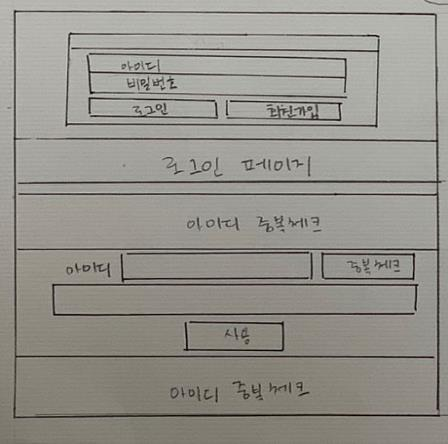 아이디
비밀번호
로그인 회원가입
로그인 페이지
아이디 중복체크
아이디 중복체크
사용
아이디 중복체크